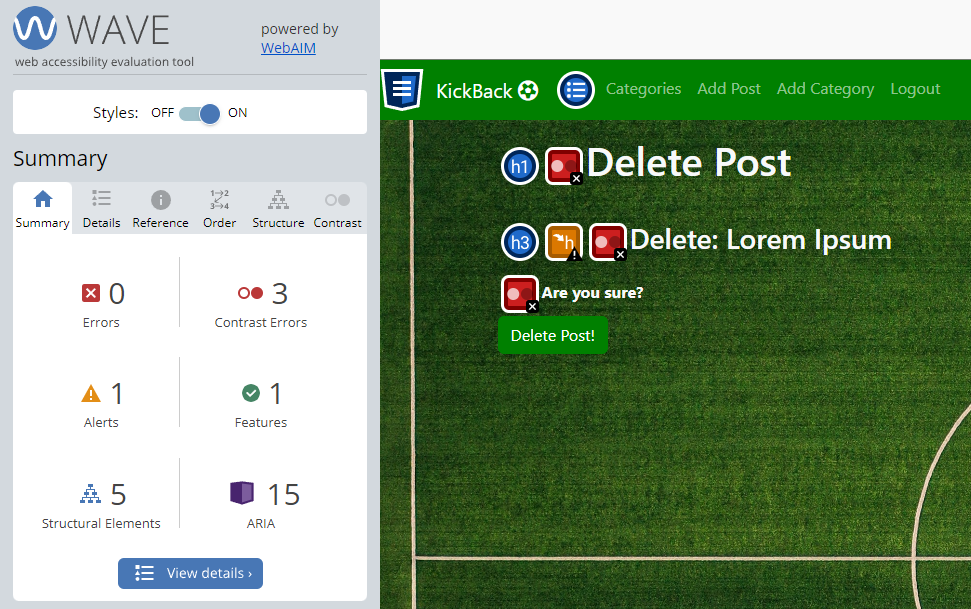 WAVE
powered by
WebAIM
web accessibility evaluation tool
Styles: OFF ON
Summary
Summary Details Reference Order Structure Contrast
0
Errors
3
Contrast Errors
1
Alerts
1
Features
5
Structural Elements
15
ARIA
View details ›
KickBack Categories Add Post Add Category Logout
h1 Delete Post
h3 h Delete: Lorem Ipsum
Are you sure?
Delete Post!